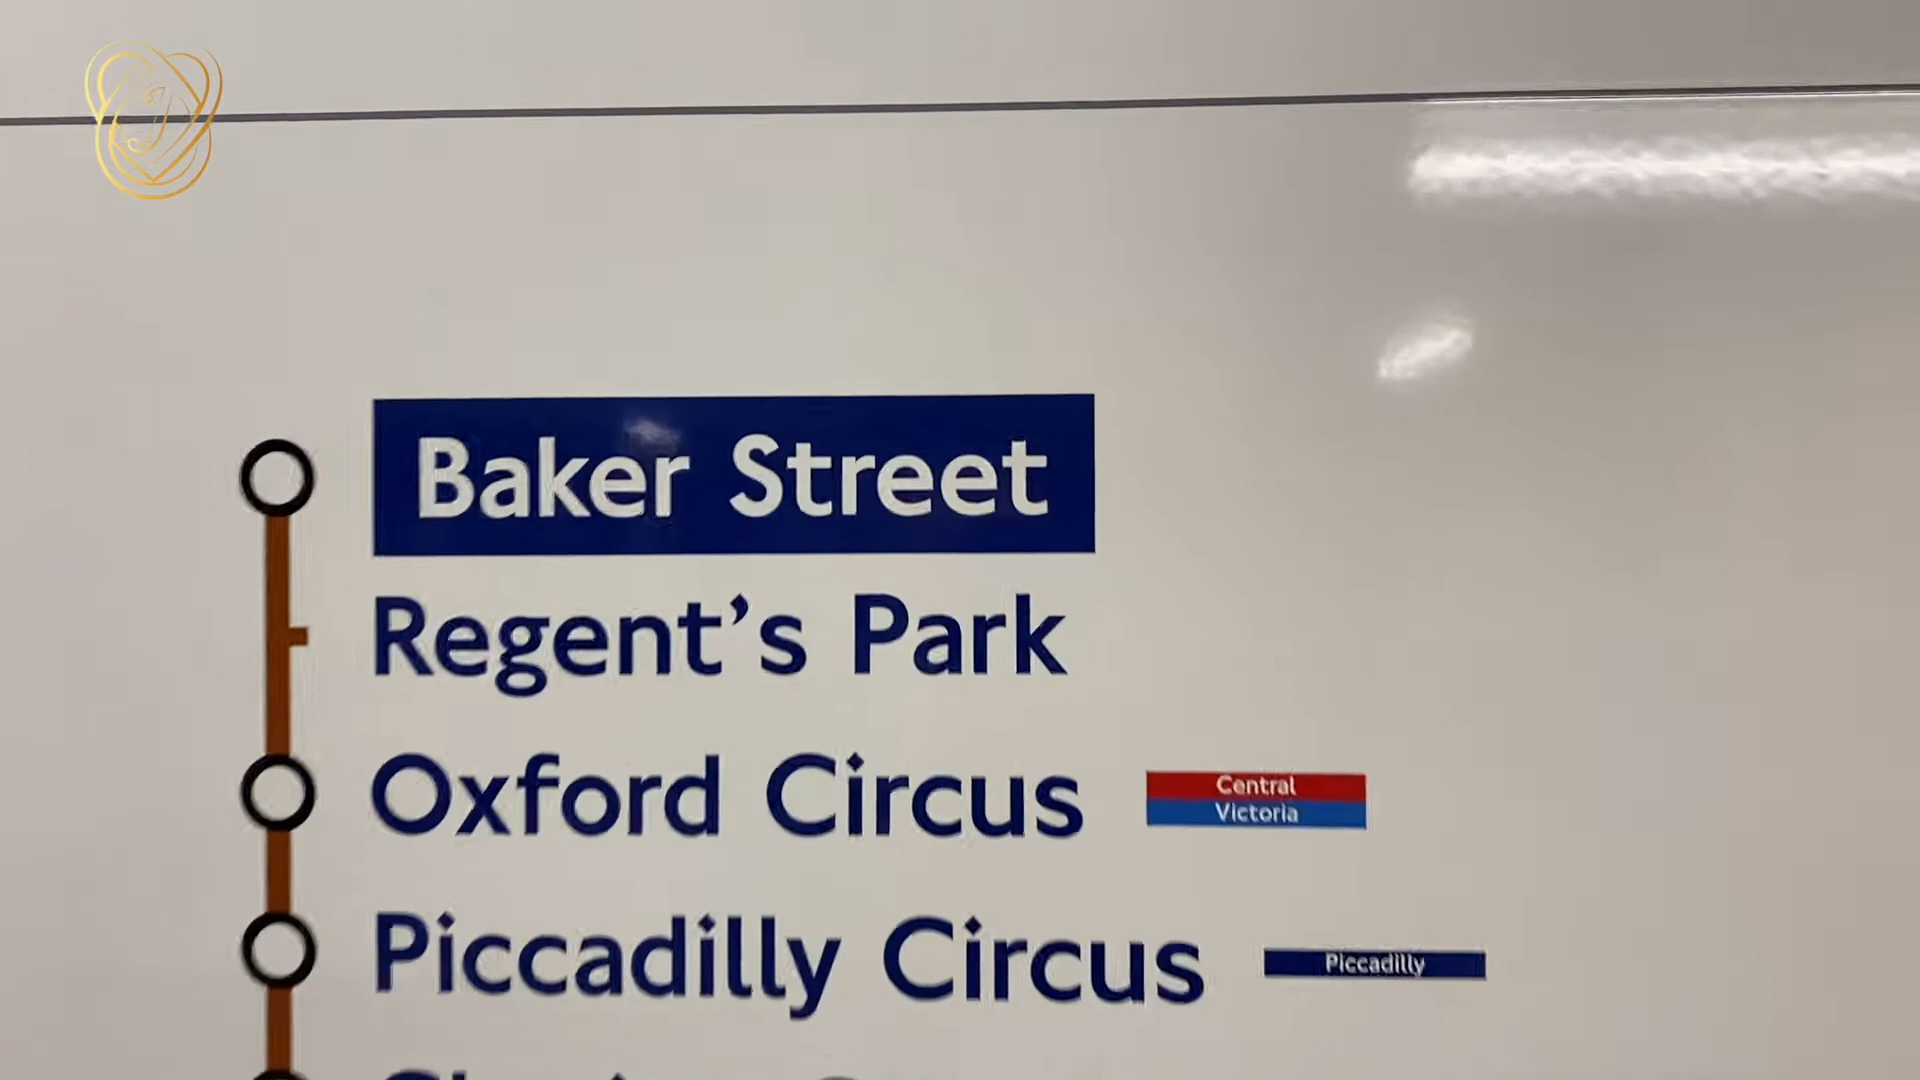 Baker Street
Regent's Park
Oxford Circus
Central
Victoria
Piccadilly Circus
Piccadilly